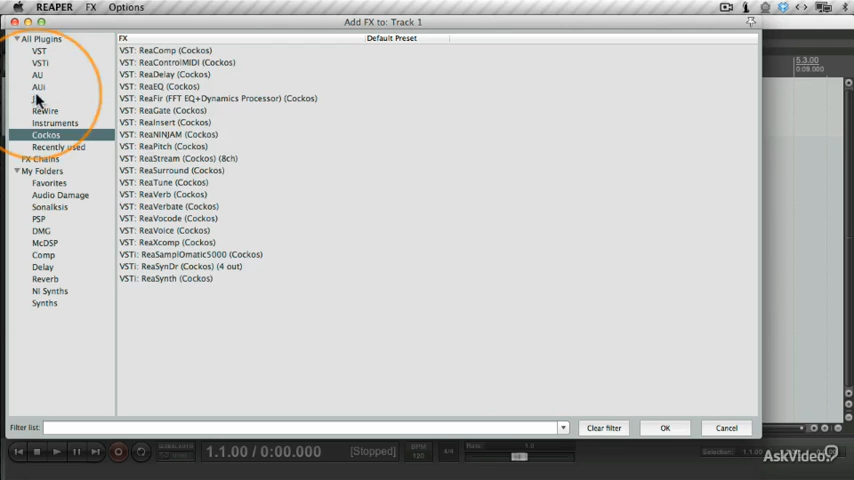 REAPER FX Options
Add FX to: Track 1
All Plugins
VST
VSTi
AU
AUi
ReWire
Instruments
Cockos
Recently used
FX Chains
My Folders
Favorites
Audio Damage
Sonalksis
PSP
DMG
McDSP
Comp
Delay
Reverb
NI Synths
Synths
FX Default Preset
VST: ReaComp (Cockos)
VST: ReaControlMIDI (Cockos)
VST: ReaDelay (Cockos)
VST: ReaEQ (Cockos)
VST: ReaFir (FFT EQ+Dynamics Processor) (Cockos)
VST: ReaGate (Cockos)
VST: ReaInsert (Cockos)
VST: ReaNINJAM (Cockos)
VST: ReaPitch (Cockos)
VST: ReaStream (Cockos) (8ch)
VST: ReaSurround (Cockos)
VST: ReaTune (Cockos)
VST: ReaVerb (Cockos)
VST: ReaVerbate (Cockos)
VST: ReaVocode (Cockos)
VST: ReaVoice (Cockos)
VST: ReaXcomp (Cockos)
VSTi: ReaSamplOmatic5000 (Cockos)
VSTi: ReaSynDr (Cockos) (4 out)
VSTi: ReaSynth (Cockos)
5.3.00
0:08.000
Filter list:
Clear filter
OK
Cancel
1.1.00 / 0:00.000
[Stopped]
BPM
120
4/4
Rate:
1.0
Selection:
AskVideo